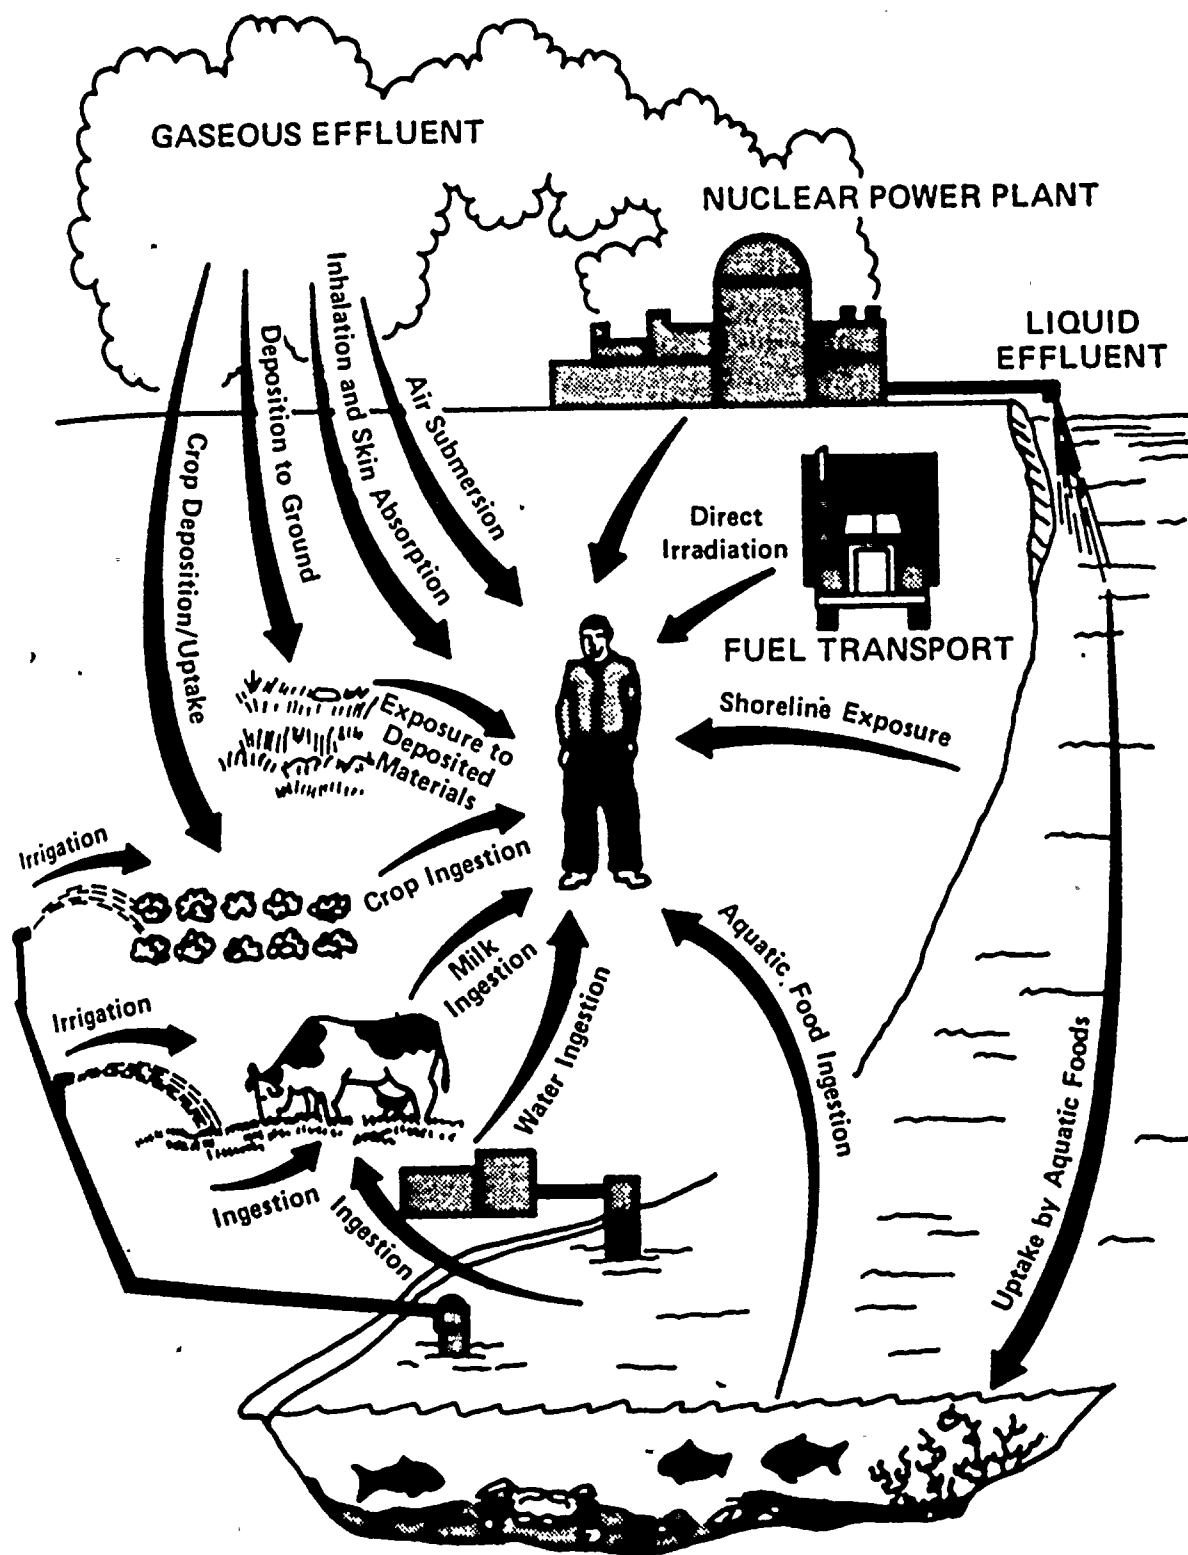 GASEOUS EFFLUENT
NUCLEAR POWER PLANT
LIQUID
EFFLUENT
Inhalation and Skin Absorption
Deposition to Ground
Air Submersion
Crop Deposition/Uptake
Direct
Irradiation
FUEL TRANSPORT
Shoreline Exposure
Exposure to
Deposited
Materials
Irrigation
Crop Ingestion
Milk
Ingestion
Aquatic Food Ingestion
Water Ingestion
Irrigation
Uptake by Aquatic Foods
Ingestion
Ingestion